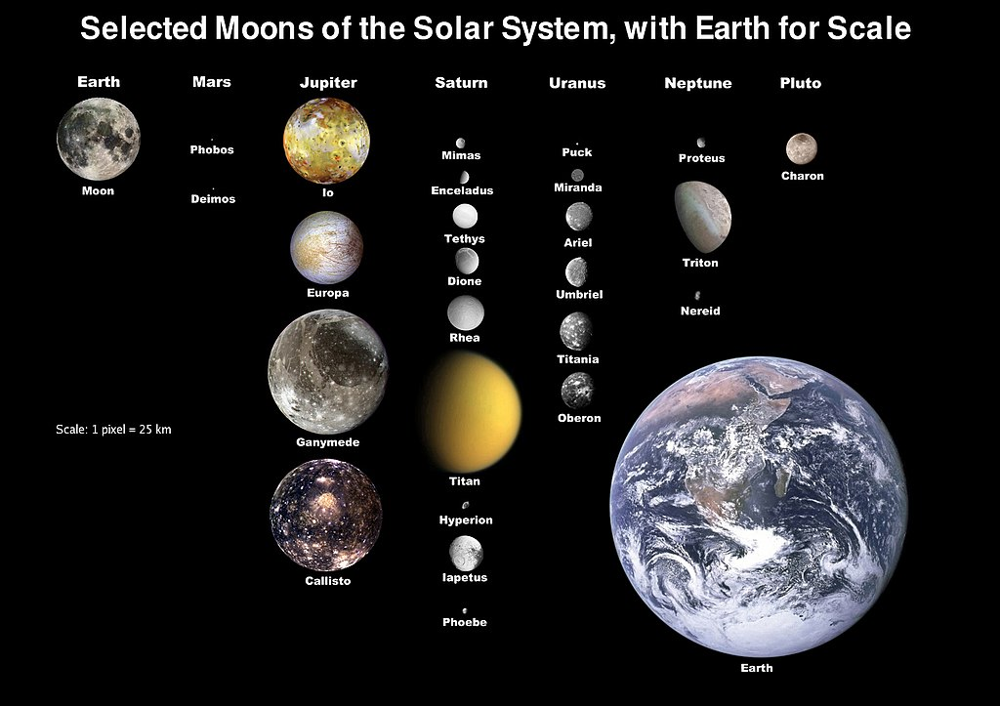 Selected Moons of the Solar System, with Earth for Scale
Earth
Mars
Jupiter
Saturn
Uranus
Neptune
Pluto
Moon
Phobos
Deimos
Io
Europa
Ganymede
Callisto
Mimas
Enceladus
Tethys
Dione
Rhea
Titan
Hyperion
Iapetus
Phoebe
Puck
Miranda
Ariel
Umbriel
Titania
Oberon
Proteus
Triton
Nereid
Charon
Scale: 1 pixel = 25 km
Earth